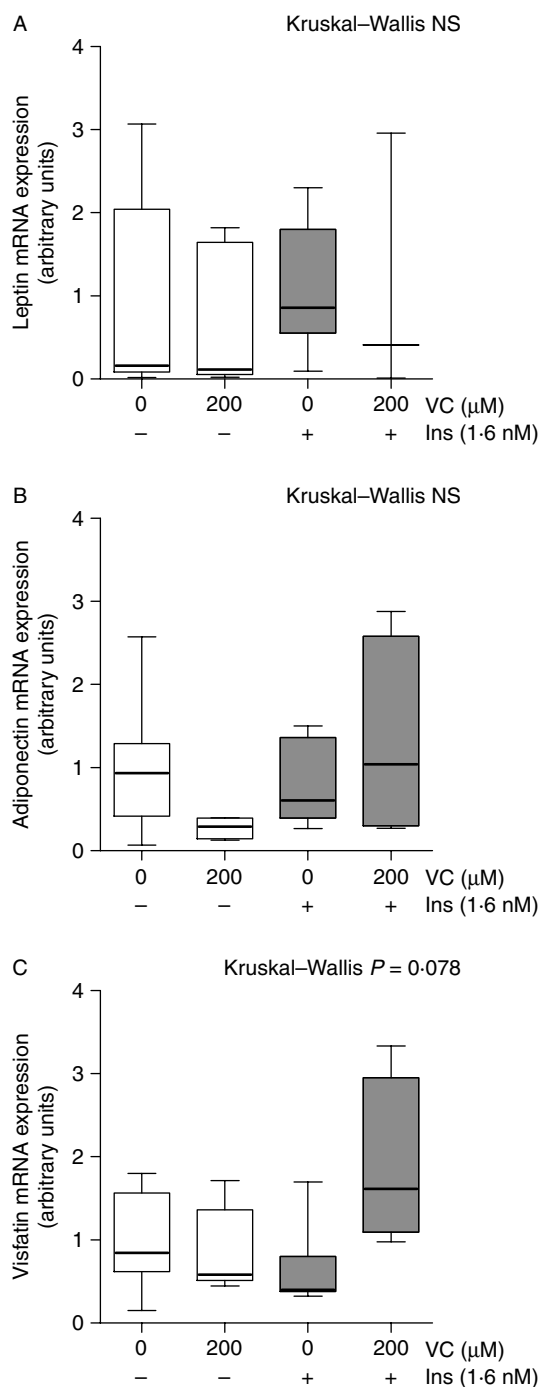 A
Kruskal–Wallis NS
Leptin mRNA expression
(arbitrary units)
4
3
2
1
0
0 200 0 200 VC (μM)
– – + + Ins (1·6 nM)
B
Kruskal–Wallis NS
Adiponectin mRNA expression
(arbitrary units)
4
3
2
1
0
0 200 0 200 VC (μM)
– – + + Ins (1·6 nM)
C
Kruskal–Wallis P = 0·078
Visfatin mRNA expression
(arbitrary units)
4
3
2
1
0
0 200 0 200 VC (μM)
– – + + Ins (1·6 nM)